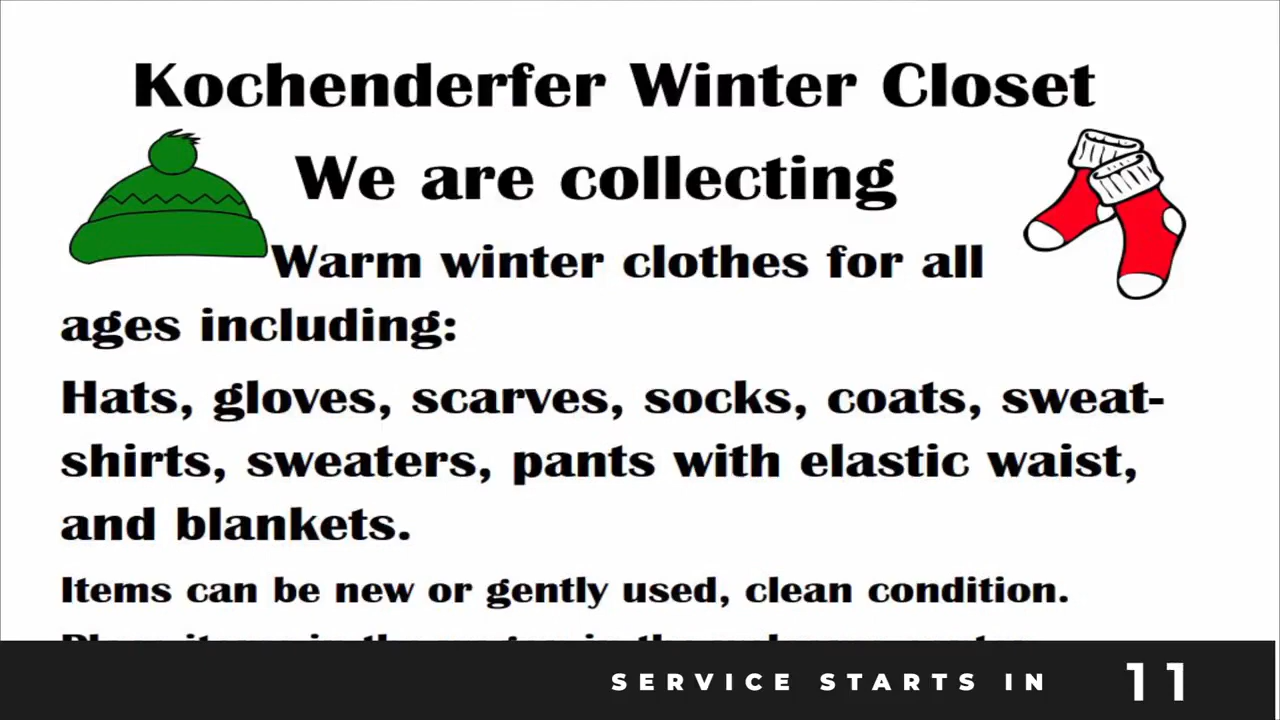 Kochenderfer Winter Closet
We are collecting
Warm winter clothes for all
ages including:
Hats, gloves, scarves, socks, coats, sweat-
shirts, sweaters, pants with elastic waist,
and blankets.
Items can be new or gently used, clean condition.
SERVICE STARTS IN 11